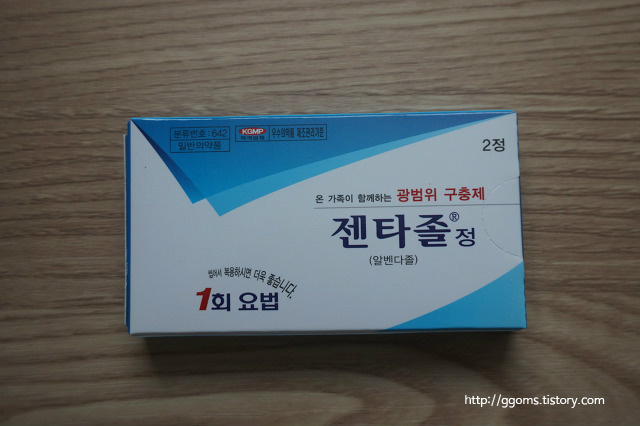 분류번호: 642
일반의약품
KGMP
우수의약품 제조관리기준
2정
온 가족이 함께하는 광범위 구충제
젠타졸® 정
(알벤다졸)
씹어서 복용하시면 더욱 좋습니다.
1회 요법
http://ggoms.tistory.com